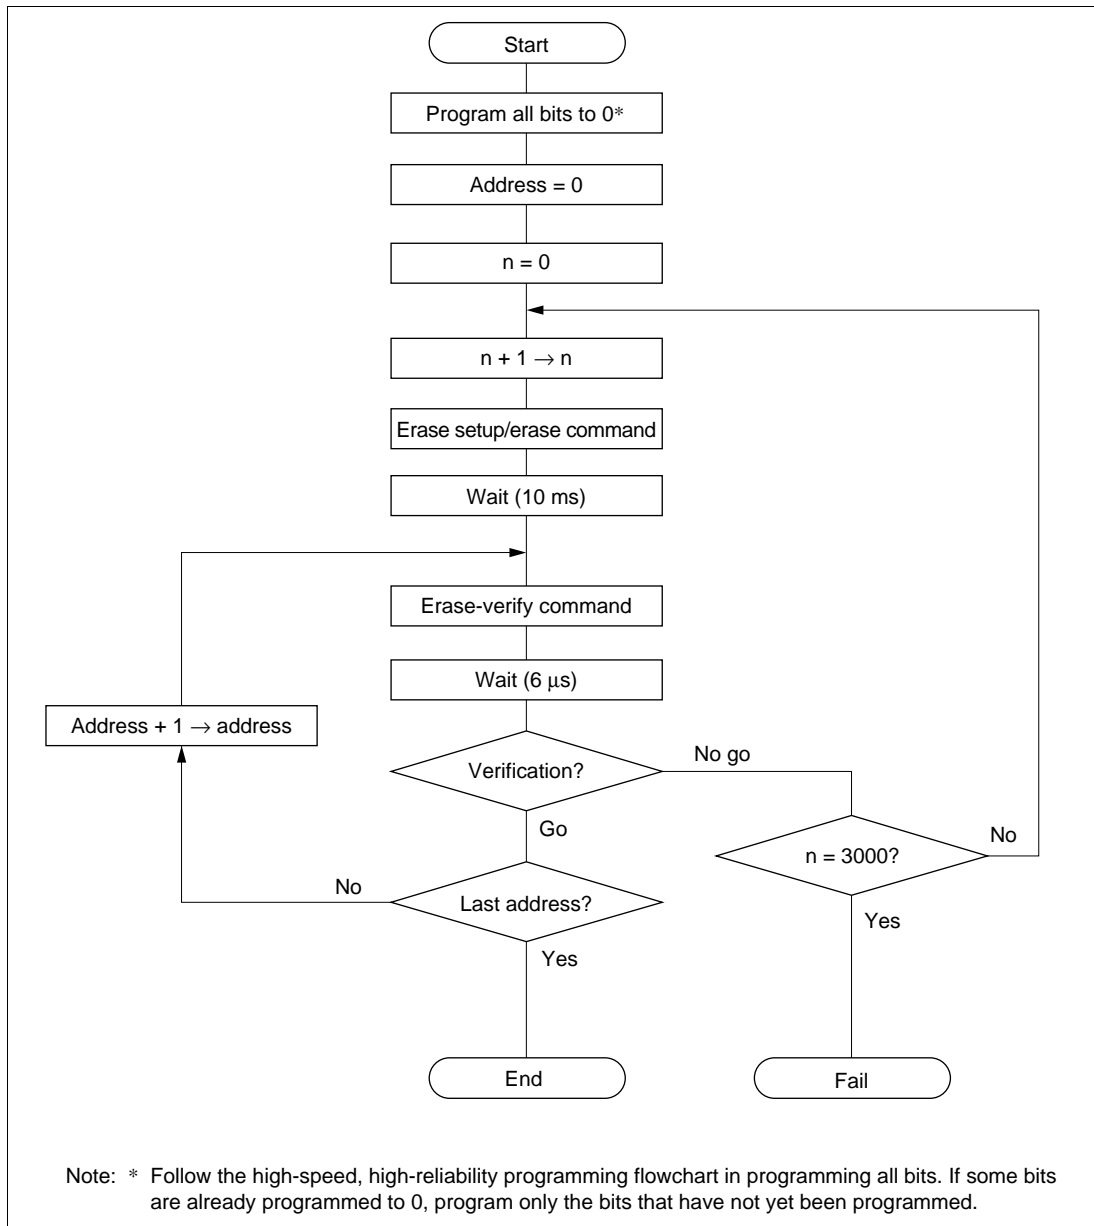 Start
Program all bits to 0*
Address = 0
n = 0
n + 1 → n
Erase setup/erase command
Wait (10 ms)
Erase-verify command
Wait (6 μs)
Address + 1 → address
Verification?
No go
Go
n = 3000?
No
No
Last address?
Yes
Yes
End
Fail
Note: * Follow the high-speed, high-reliability programming flowchart in programming all bits. If some bits
are already programmed to 0, program only the bits that have not yet been programmed.